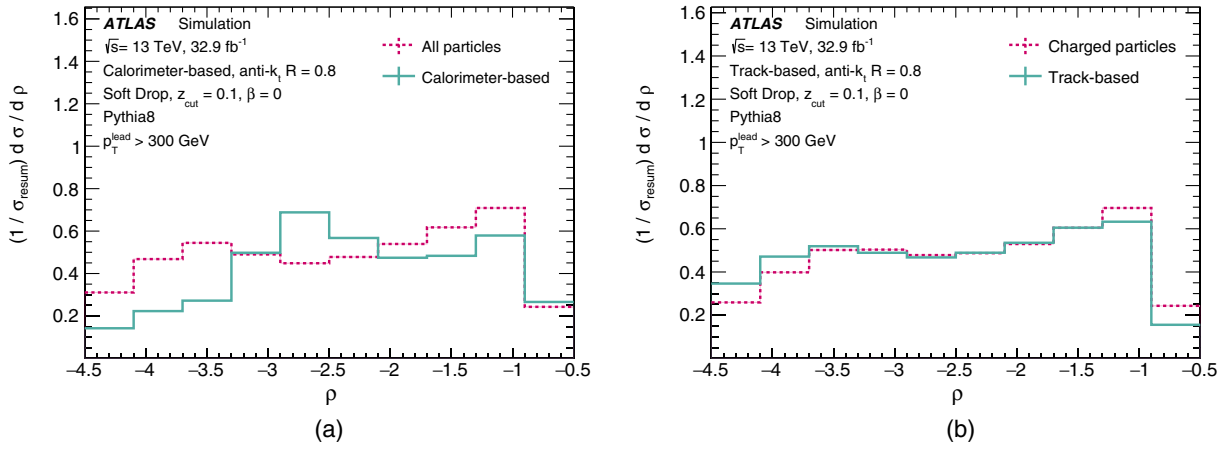 ATLAS Simulation
√s= 13 TeV, 32.9 fb⁻¹
Calorimeter-based, anti-kₜ R = 0.8
Soft Drop, z_cut = 0.1, β = 0
Pythia8
p_T^lead > 300 GeV
All particles
Calorimeter-based
(1 / σ_resum) d σ / d ρ
1.6
1.4
1.2
1
0.8
0.6
0.4
0.2
−4.5 −4 −3.5 −3 −2.5 −2 −1.5 −1 −0.5
ρ
(a)
ATLAS Simulation
√s= 13 TeV, 32.9 fb⁻¹
Track-based, anti-kₜ R = 0.8
Soft Drop, z_cut = 0.1, β = 0
Pythia8
p_T^lead > 300 GeV
Charged particles
Track-based
(1 / σ_resum) d σ / d ρ
1.6
1.4
1.2
1
0.8
0.6
0.4
0.2
−4.5 −4 −3.5 −3 −2.5 −2 −1.5 −1 −0.5
ρ
(b)